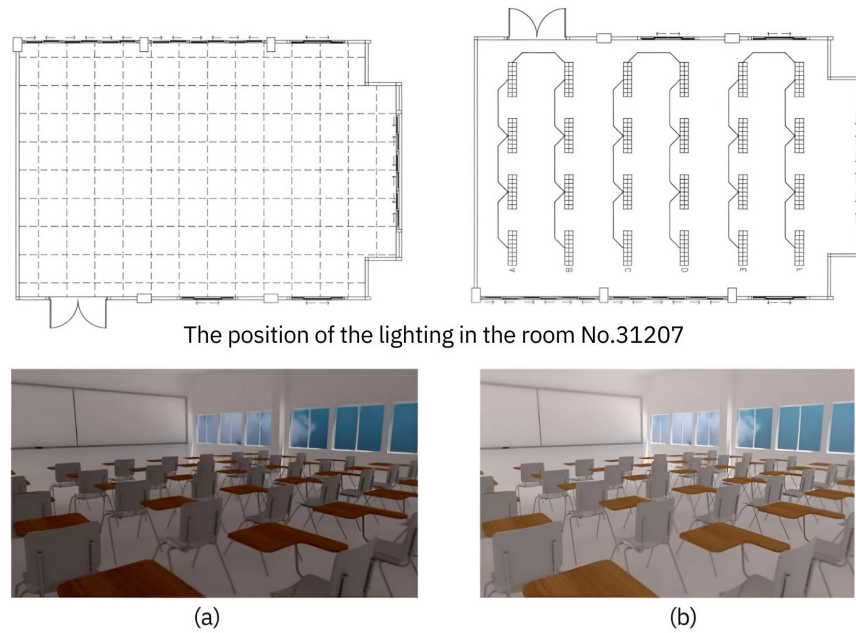 A B C D E F
The position of the lighting in the room No.31207
(a) (b)